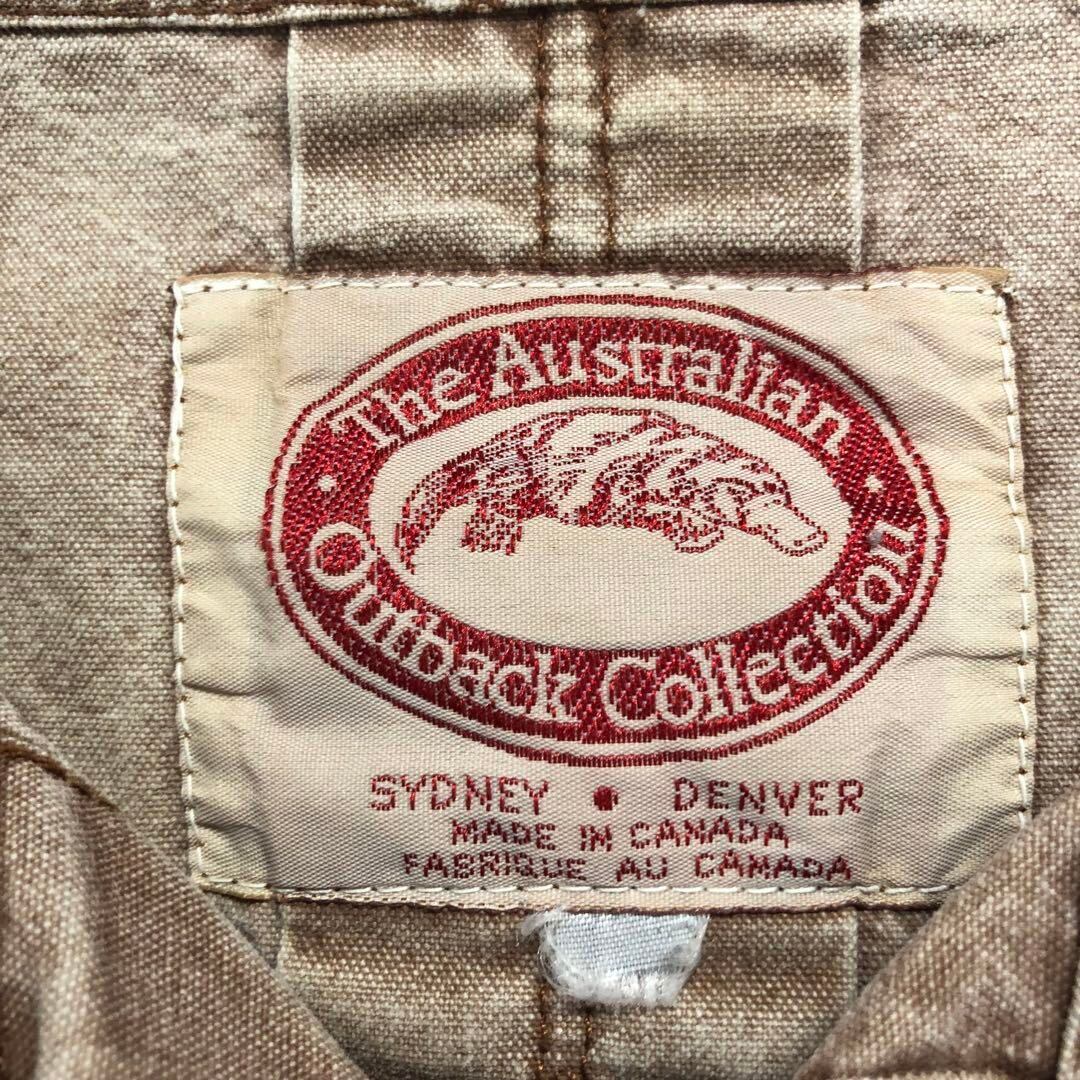 The Australian
Outback Collection
SYDNEY • DENVER
MADE IN CANADA
FABRIQUE AU CANADA